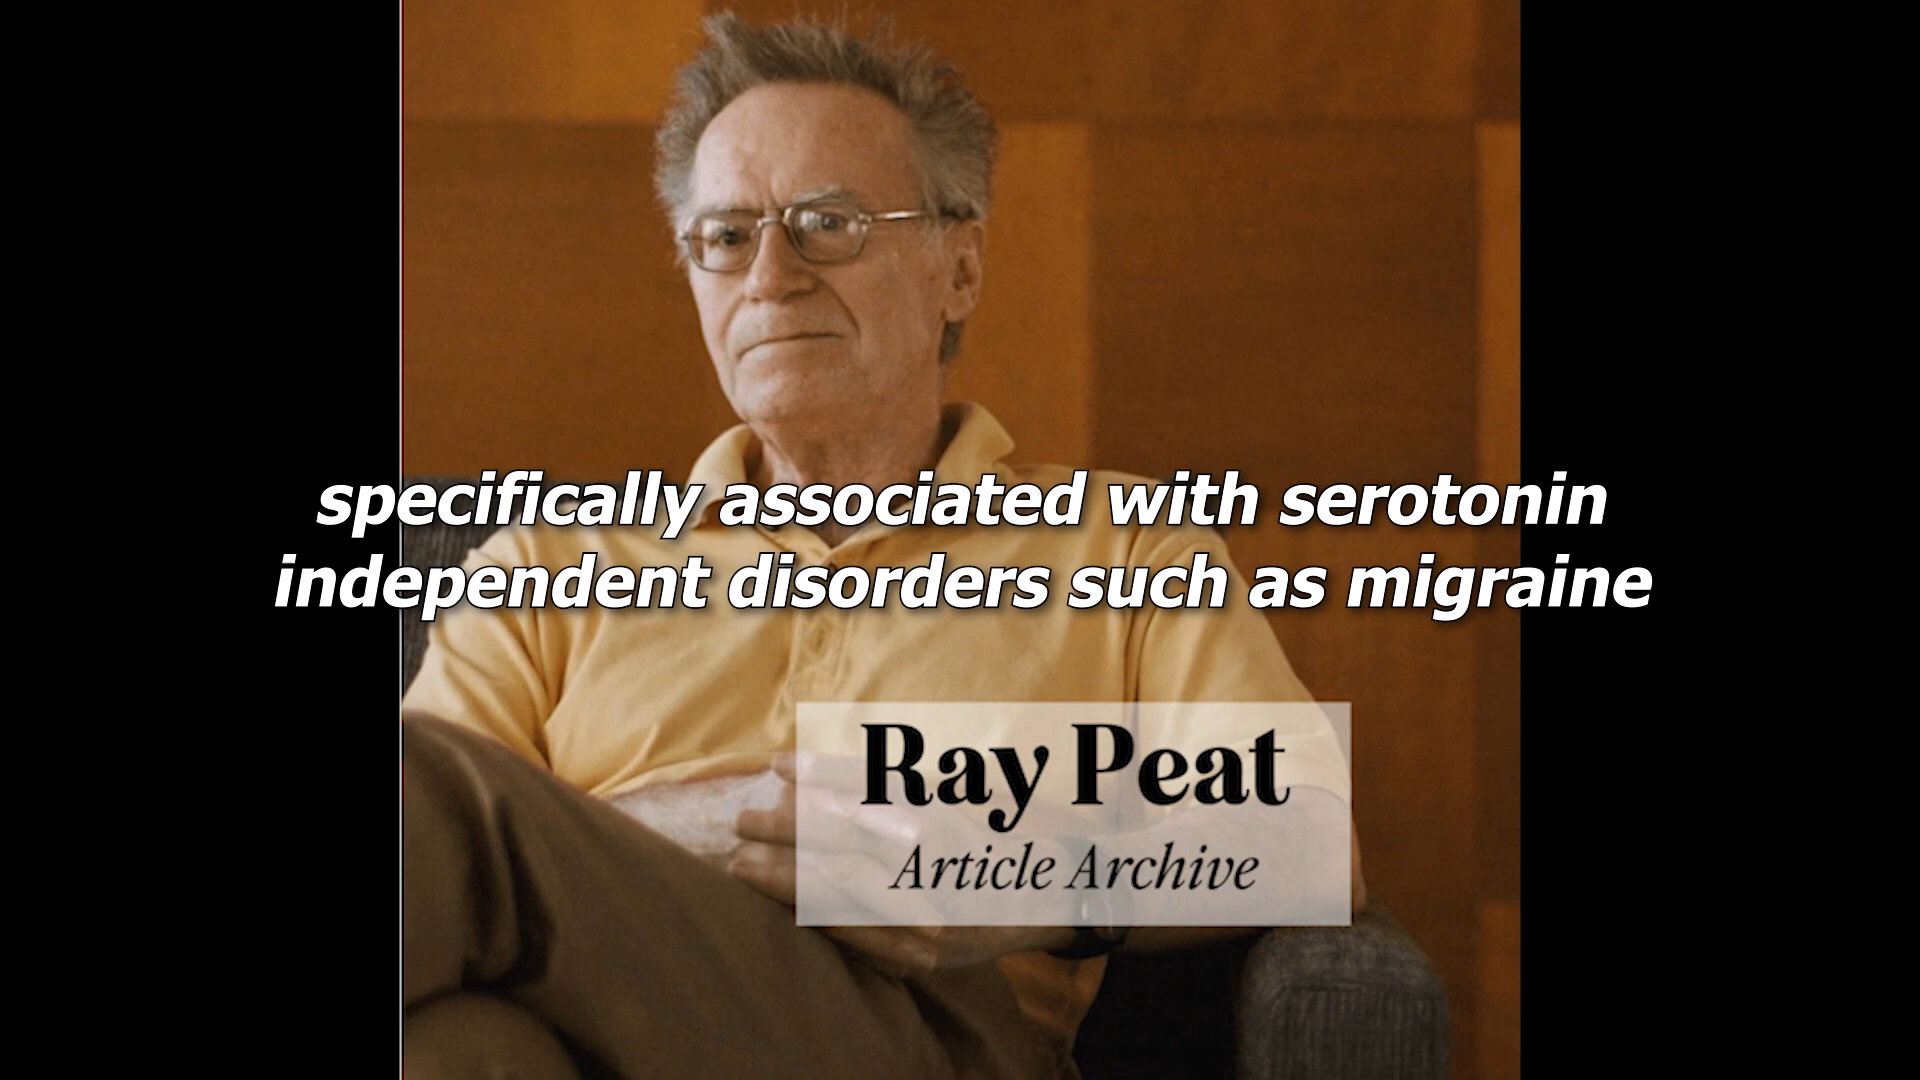 specifically associated with serotonin
independent disorders such as migraine
Ray Peat
Article Archive